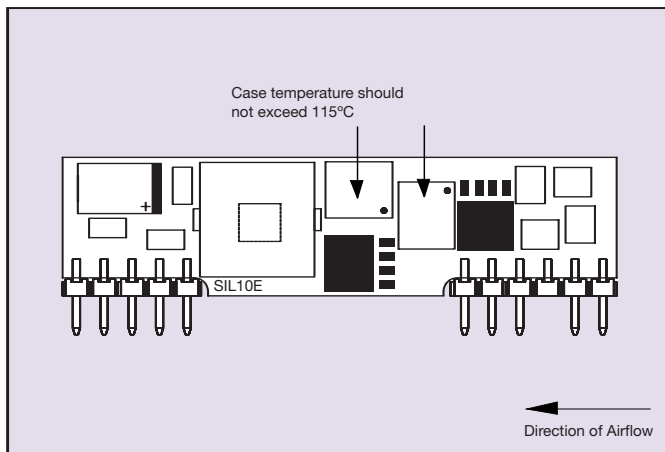 Case temperature should
not exceed 115ºC
+
SIL10E
Direction of Airflow